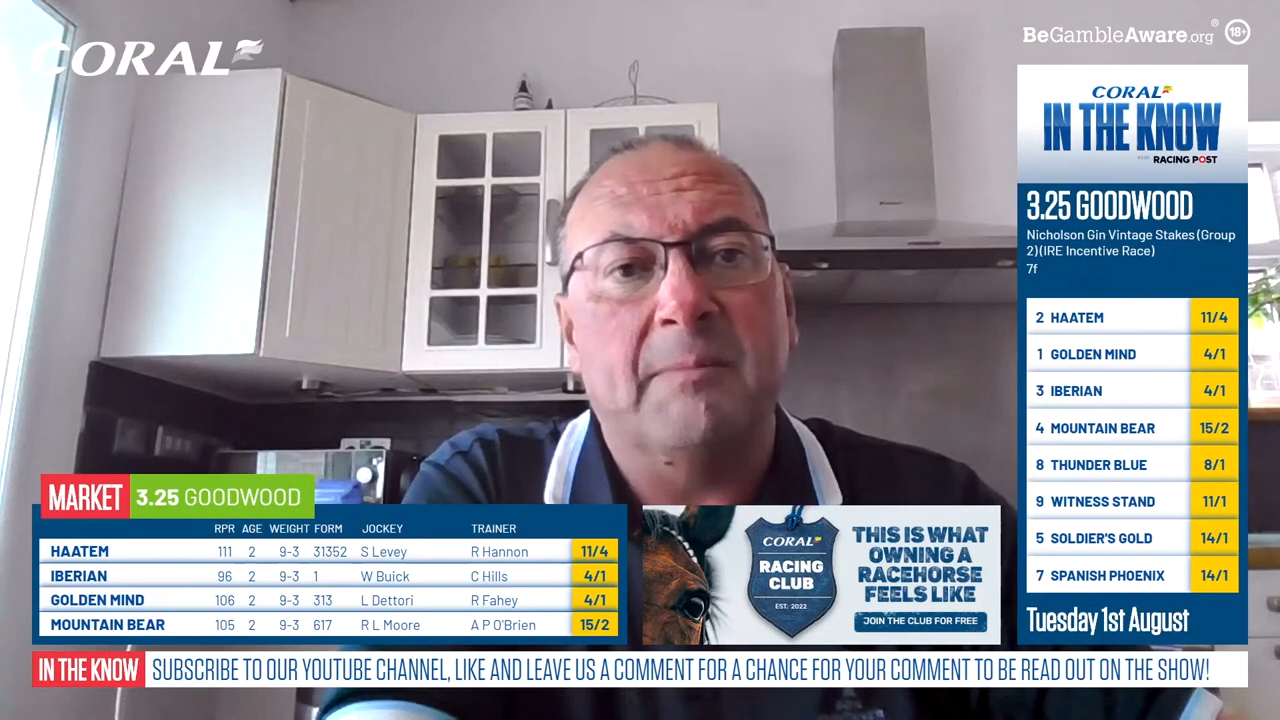 CORAL
BeGambleAware.org® 18+
CORAL
IN THE KNOW
WITH RACING POST
3.25 GOODWOOD
Nicholson Gin Vintage Stakes (Group
2)(IRE Incentive Race)
7f
2 HAATEM 11/4
1 GOLDEN MIND 4/1
3 IBERIAN 4/1
4 MOUNTAIN BEAR 15/2
8 THUNDER BLUE 8/1
9 WITNESS STAND 11/1
5 SOLDIER'S GOLD 14/1
7 SPANISH PHOENIX 14/1
Tuesday 1st August
MARKET 3.25 GOODWOOD
RPR AGE WEIGHT FORM JOCKEY TRAINER
HAATEM 111 2 9-3 31352 S Levey R Hannon 11/4
IBERIAN 96 2 9-3 1 W Buick C Hills 4/1
GOLDEN MIND 106 2 9-3 313 L Dettori R Fahey 4/1
MOUNTAIN BEAR 105 2 9-3 617 R L Moore A P O'Brien 15/2
CORAL
RACING
CLUB
EST. 2022
THIS IS WHAT
OWNING A
RACEHORSE
FEELS LIKE
JOIN THE CLUB FOR FREE
IN THE KNOW SUBSCRIBE TO OUR YOUTUBE CHANNEL, LIKE AND LEAVE US A COMMENT FOR A CHANCE FOR YOUR COMMENT TO BE READ OUT ON THE SHOW!